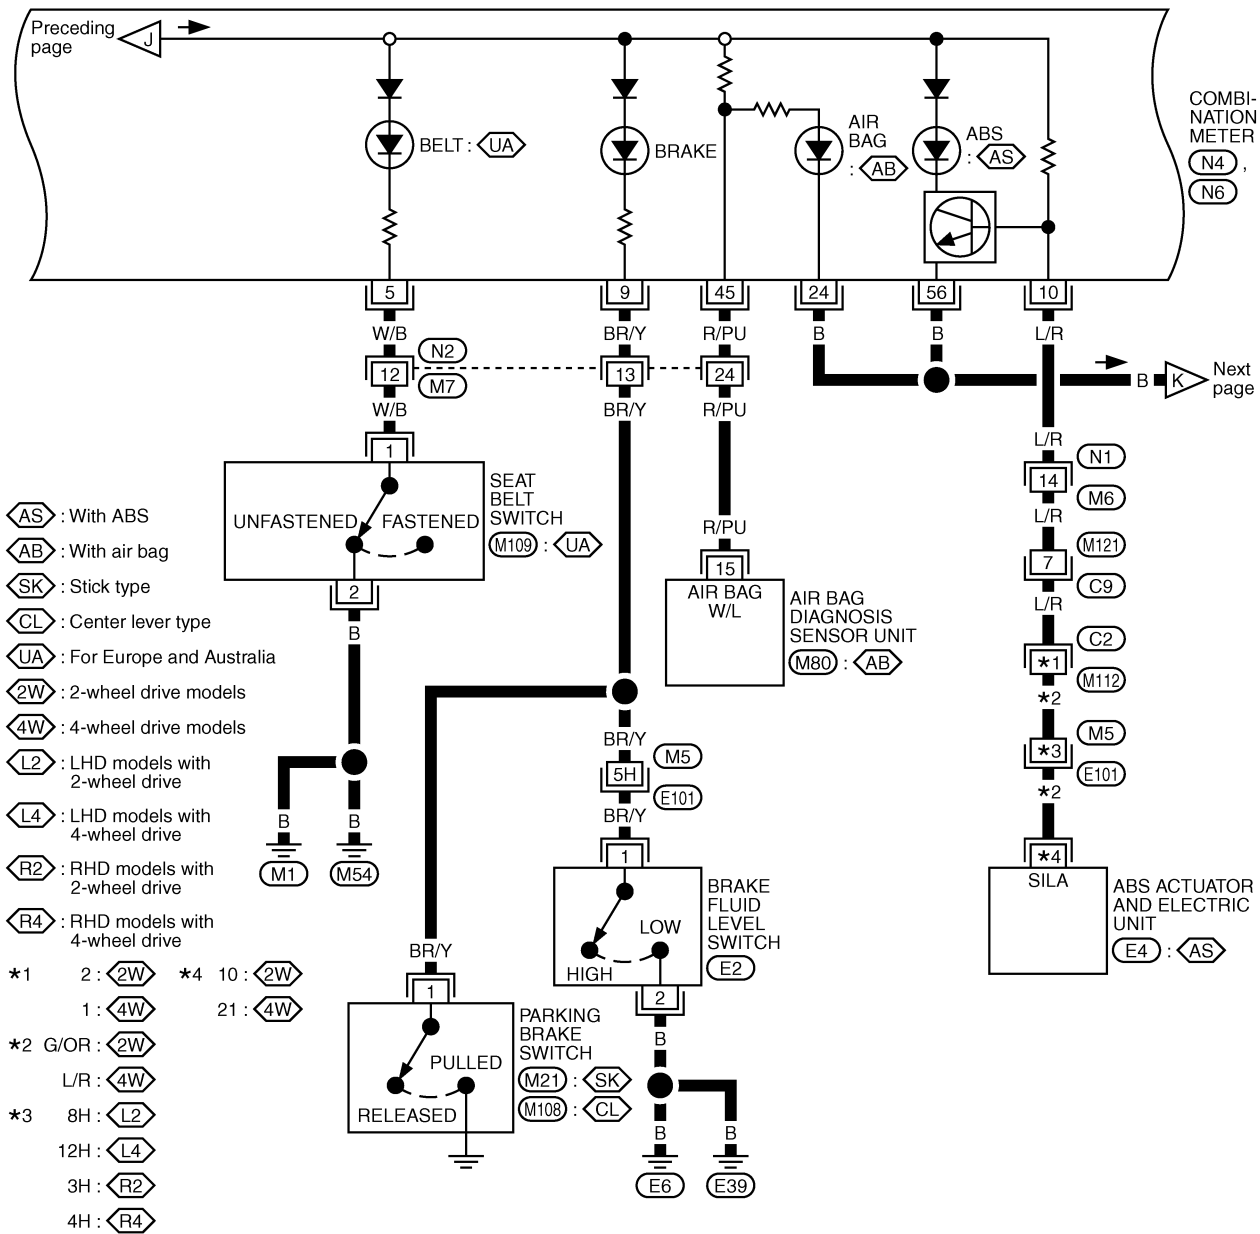 Preceding
page
J
BELT : UA
BRAKE
AIR
BAG
: AB
ABS
: AS
COMBI-
NATION
METER
N4 ,
N6
5
9
45
24
56
10
W/B
BR/Y
R/PU
B
B
L/R
N2
12
13
24
M7
W/B
BR/Y
R/PU
B
K
Next
page
1
SEAT
BELT
SWITCH
M109 : UA
UNFASTENED
FASTENED
2
B
B
B
M1
M54
R/PU
15
AIR BAG
W/L
AIR BAG
DIAGNOSIS
SENSOR UNIT
M80 : AB
L/R
N1
14
M6
L/R
M121
7
C9
L/R
C2
*1
M112
*2
M5
*3
E101
*2
*4
SILA
ABS ACTUATOR
AND ELECTRIC
UNIT
E4 : AS
BR/Y
M5
5H
E101
BR/Y
1
BRAKE
FLUID
LEVEL
SWITCH
E2
LOW
HIGH
2
B
B
B
E6
E39
BR/Y
1
PARKING
BRAKE
SWITCH
M21 : SK
M108 : CL
PULLED
RELEASED
AS : With ABS
AB : With air bag
SK : Stick type
CL : Center lever type
UA : For Europe and Australia
2W : 2-wheel drive models
4W : 4-wheel drive models
L2 : LHD models with
2-wheel drive
L4 : LHD models with
4-wheel drive
R2 : RHD models with
2-wheel drive
R4 : RHD models with
4-wheel drive
*1 2 : 2W
1 : 4W
*2 G/OR : 2W
L/R : 4W
*3 8H : L2
12H : L4
3H : R2
4H : R4
*4 10 : 2W
21 : 4W